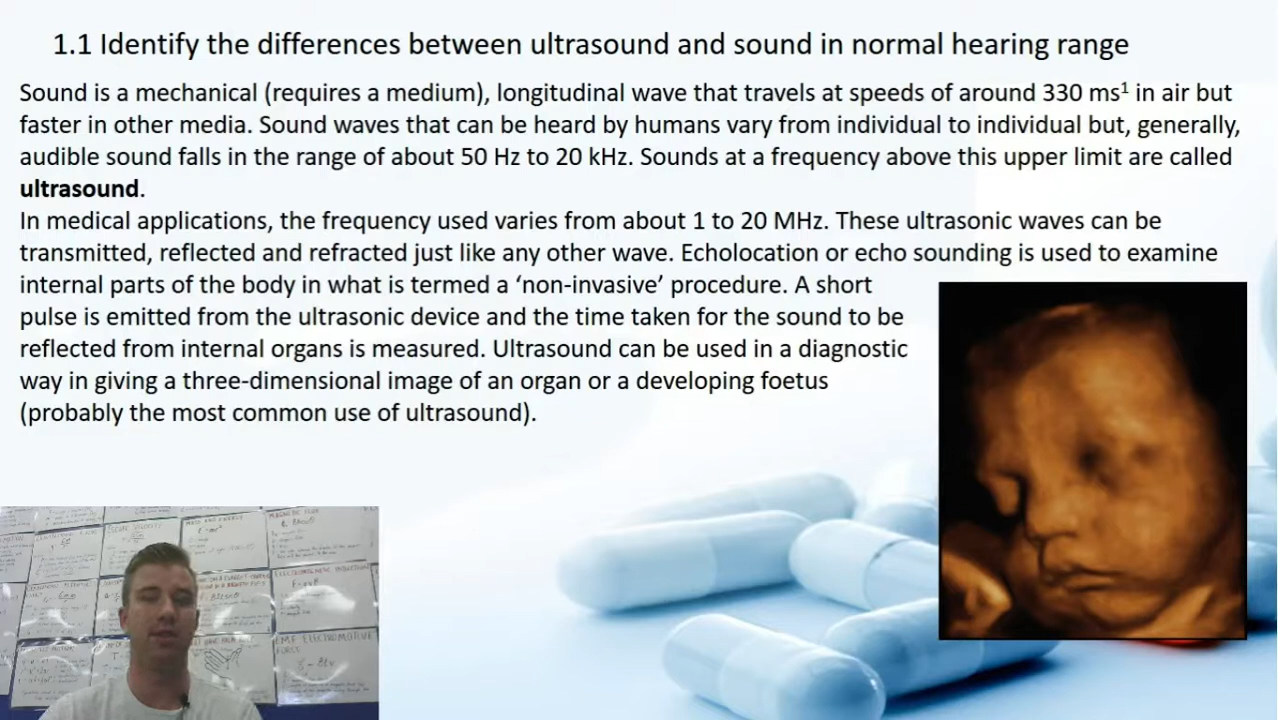 1.1 Identify the differences between ultrasound and sound in normal hearing range
Sound is a mechanical (requires a medium), longitudinal wave that travels at speeds of around 330 ms¹ in air but
faster in other media. Sound waves that can be heard by humans vary from individual to individual but, generally,
audible sound falls in the range of about 50 Hz to 20 kHz. Sounds at a frequency above this upper limit are called
ultrasound.
In medical applications, the frequency used varies from about 1 to 20 MHz. These ultrasonic waves can be
transmitted, reflected and refracted just like any other wave. Echolocation or echo sounding is used to examine
internal parts of the body in what is termed a ‘non-invasive’ procedure. A short
pulse is emitted from the ultrasonic device and the time taken for the sound to be
reflected from internal organs is measured. Ultrasound can be used in a diagnostic
way in giving a three-dimensional image of an organ or a developing foetus
(probably the most common use of ultrasound).
MASS AND ENERGY
EMF ELECTROMOTIVE
FORCE